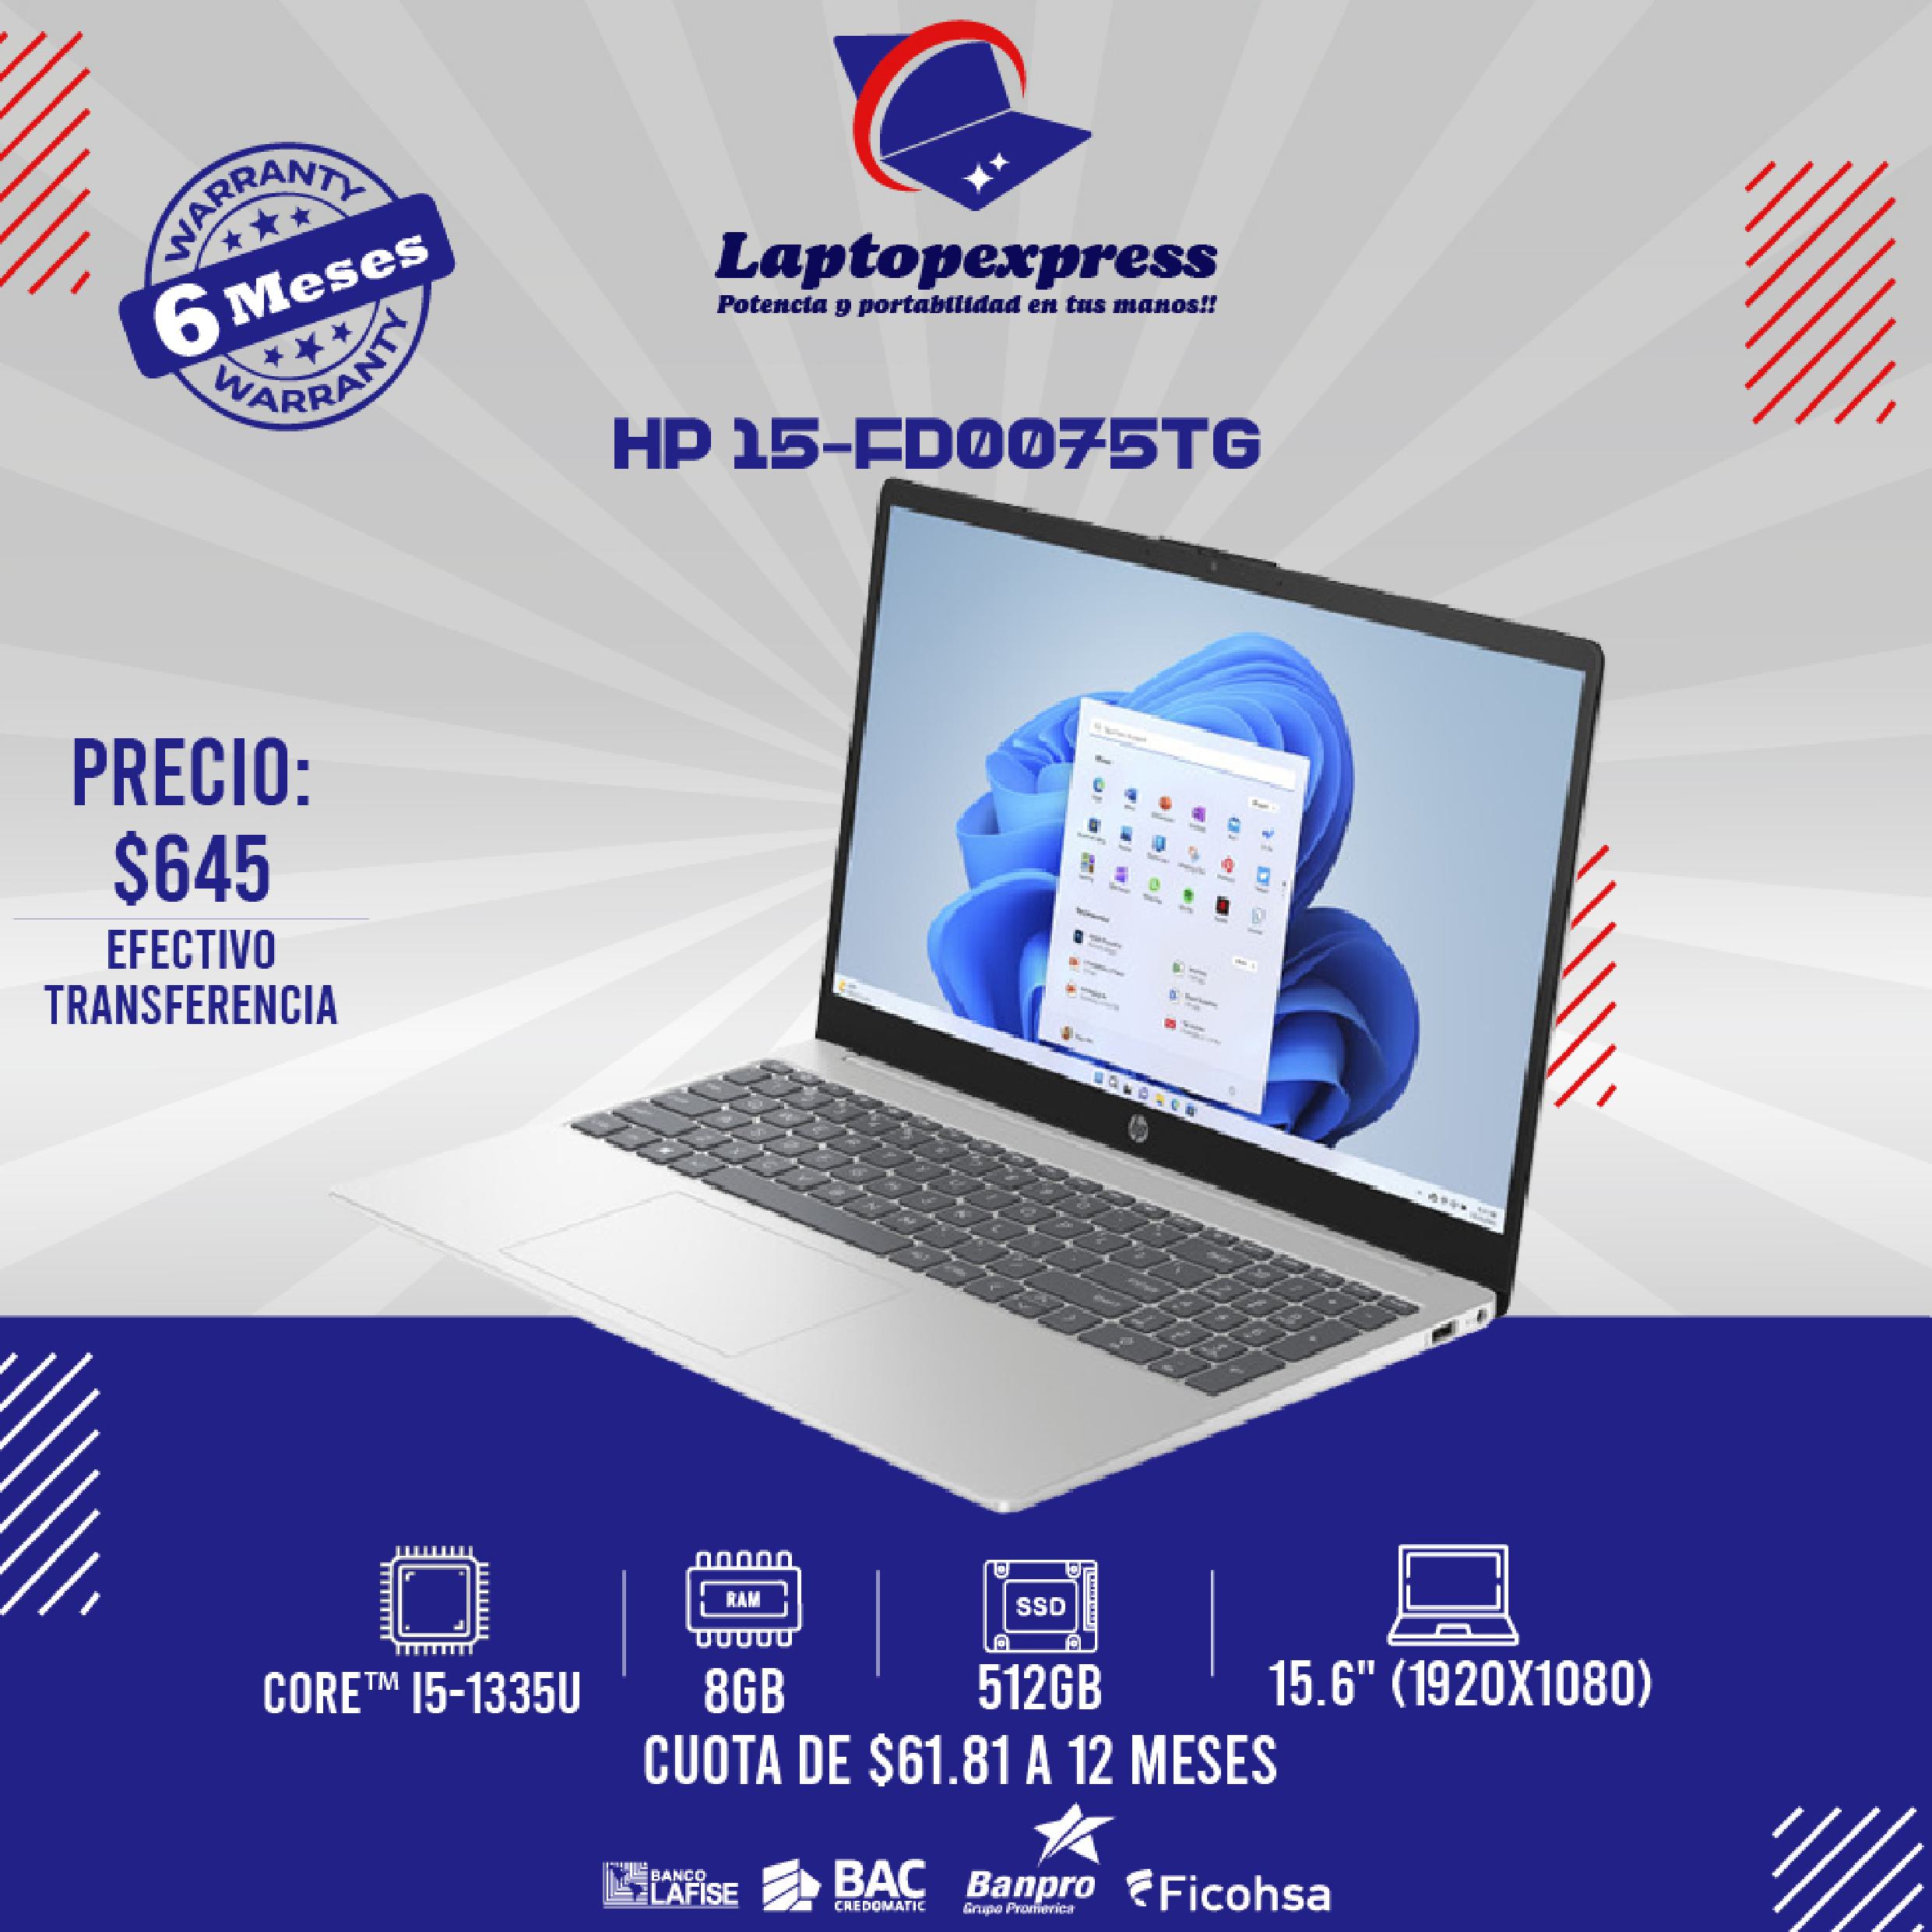 WARRANTY
6 Meses
WARRANTY
Laptopexpress
Potencia y portabilidad en tus manos!!
HP 15-FD0075TG
PRECIO:
$645
EFECTIVO
TRANSFERENCIA
hp
RAM
SSD
CORE™ I5-1335U
8GB
512GB
15.6" (1920X1080)
CUOTA DE $61.81 A 12 MESES
BANCO
LAFISE
BAC
CREDOMATIC
Banpro
Grupo Promerica
Ficohsa